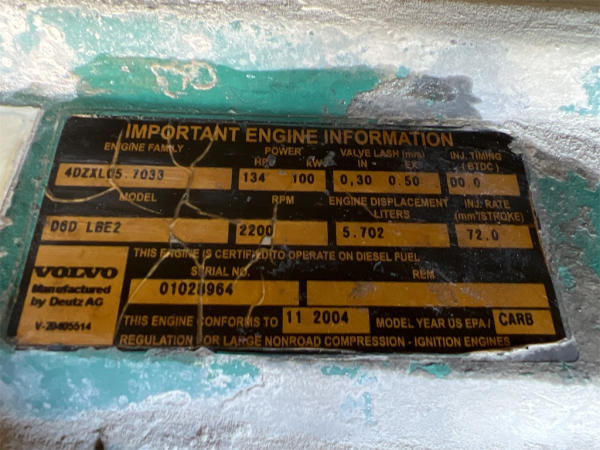 IMPORTANT ENGINE INFORMATION
ENGINE FAMILY POWER VALVE LASH (mm) INJ. TIMING
HP KW IN EX (BTDC)
4DZXL05.7033 134 100 0,30 0.50 00.0
MODEL RPM ENGINE DISPLACEMENT INJ. RATE
LITERS (mm³/STROKE)
D6D LBE2 2200 5.702 72.0
THIS ENGINE IS CERTIFIED TO OPERATE ON DIESEL FUEL
VOLVO SERIAL NO. REM
Manufactured 01028964
by Deutz AG
V-20405514 THIS ENGINE CONFORMS TO 11 2004 MODEL YEAR US EPA / CARB
REGULATION FOR LARGE NONROAD COMPRESSION - IGNITION ENGINES